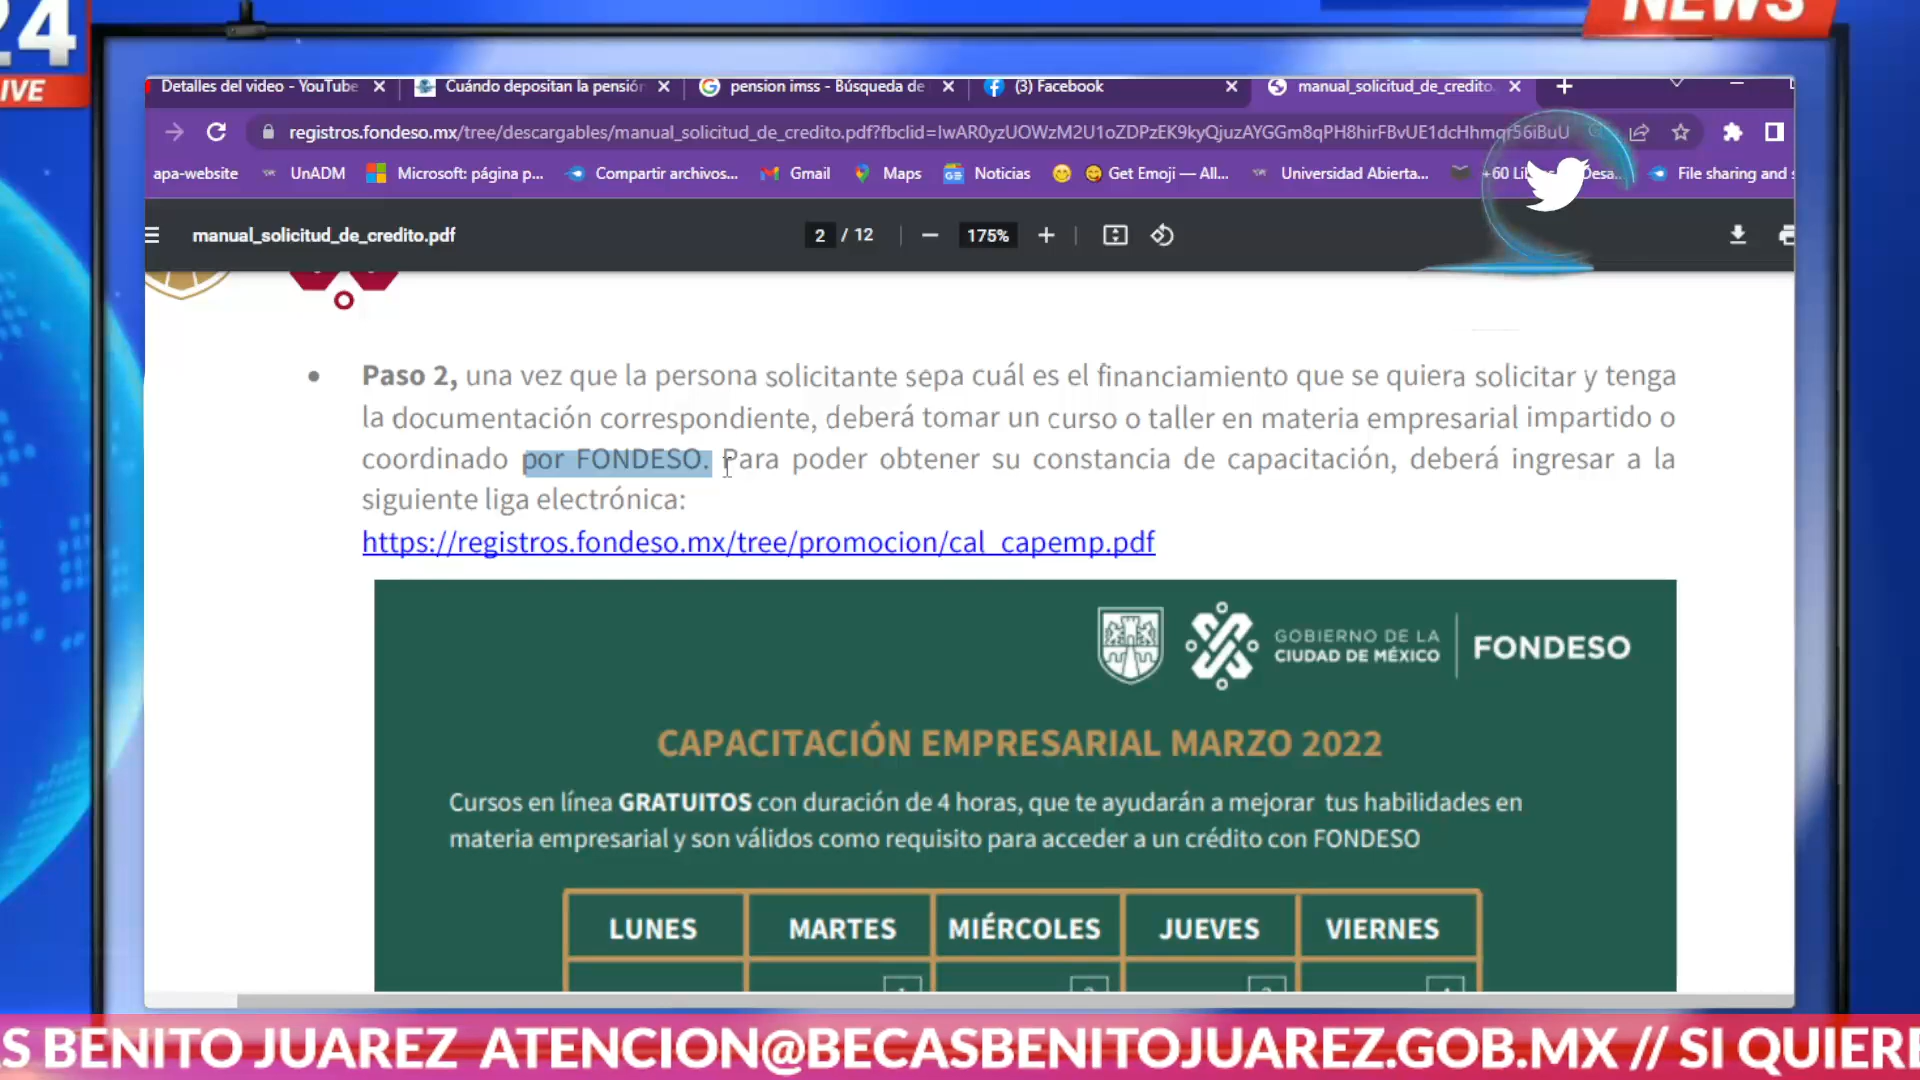 24
NEWS
IVE
Detalles del video - YouTube
Cuándo depositan la pensión
pension imss - Búsqueda de
(3) Facebook
manual_solicitud_de_credito.
registros.fondeso.mx/tree/descargables/manual_solicitud_de_credito.pdf?fbclid=IwAR0yzUOWzM2U1oZDPzEK9kyQjuzAYGGm8qPH8hirFBvUE1dcHhmqr56iBuU
apa-website
UnADM
Microsoft: página p...
Compartir archivos...
Gmail
Maps
Noticias
Get Emoji — All...
Universidad Abierta...
+60
File sharing and s
manual_solicitud_de_credito.pdf
2 / 12
175%
• Paso 2, una vez que la persona solicitante sepa cuál es el financiamiento que se quiera solicitar y tenga
la documentación correspondiente, deberá tomar un curso o taller en materia empresarial impartido o
coordinado por FONDESO. Para poder obtener su constancia de capacitación, deberá ingresar a la
siguiente liga electrónica:
https://registros.fondeso.mx/tree/promocion/cal_capemp.pdf
GOBIERNO DE LA
CIUDAD DE MÉXICO
FONDESO
CAPACITACIÓN EMPRESARIAL MARZO 2022
Cursos en línea GRATUITOS con duración de 4 horas, que te ayudarán a mejorar tus habilidades en
materia empresarial y son válidos como requisito para acceder a un crédito con FONDESO
LUNES MARTES MIÉRCOLES JUEVES VIERNES
S BENITO JUAREZ ATENCION@BECASBENITOJUAREZ.GOB.MX // SI QUIERE